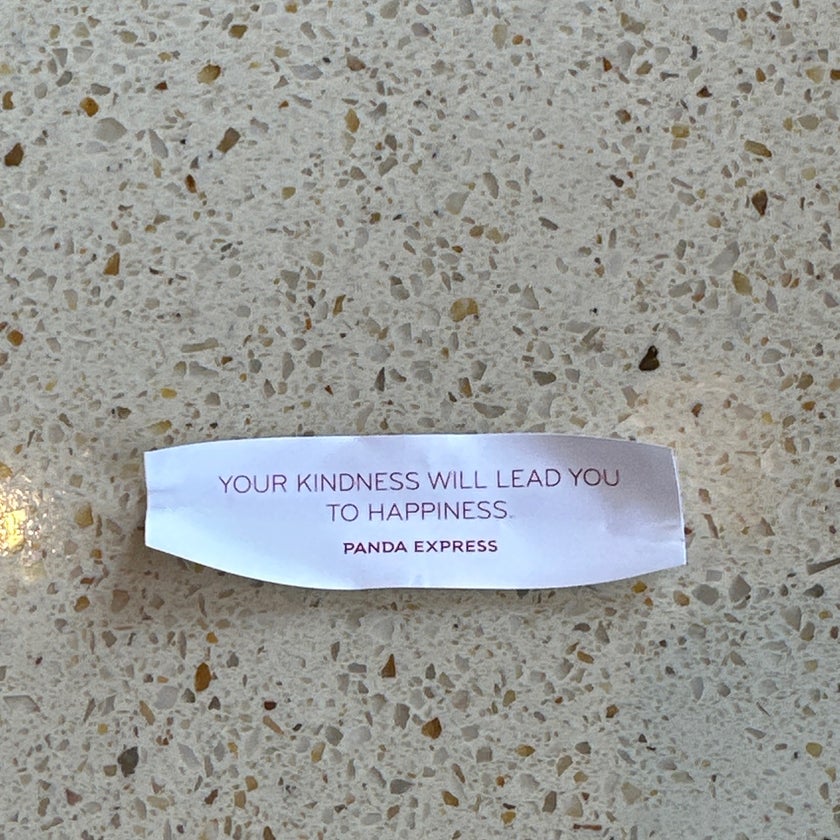 YOUR KINDNESS WILL LEAD YOU
TO HAPPINESS.
PANDA EXPRESS